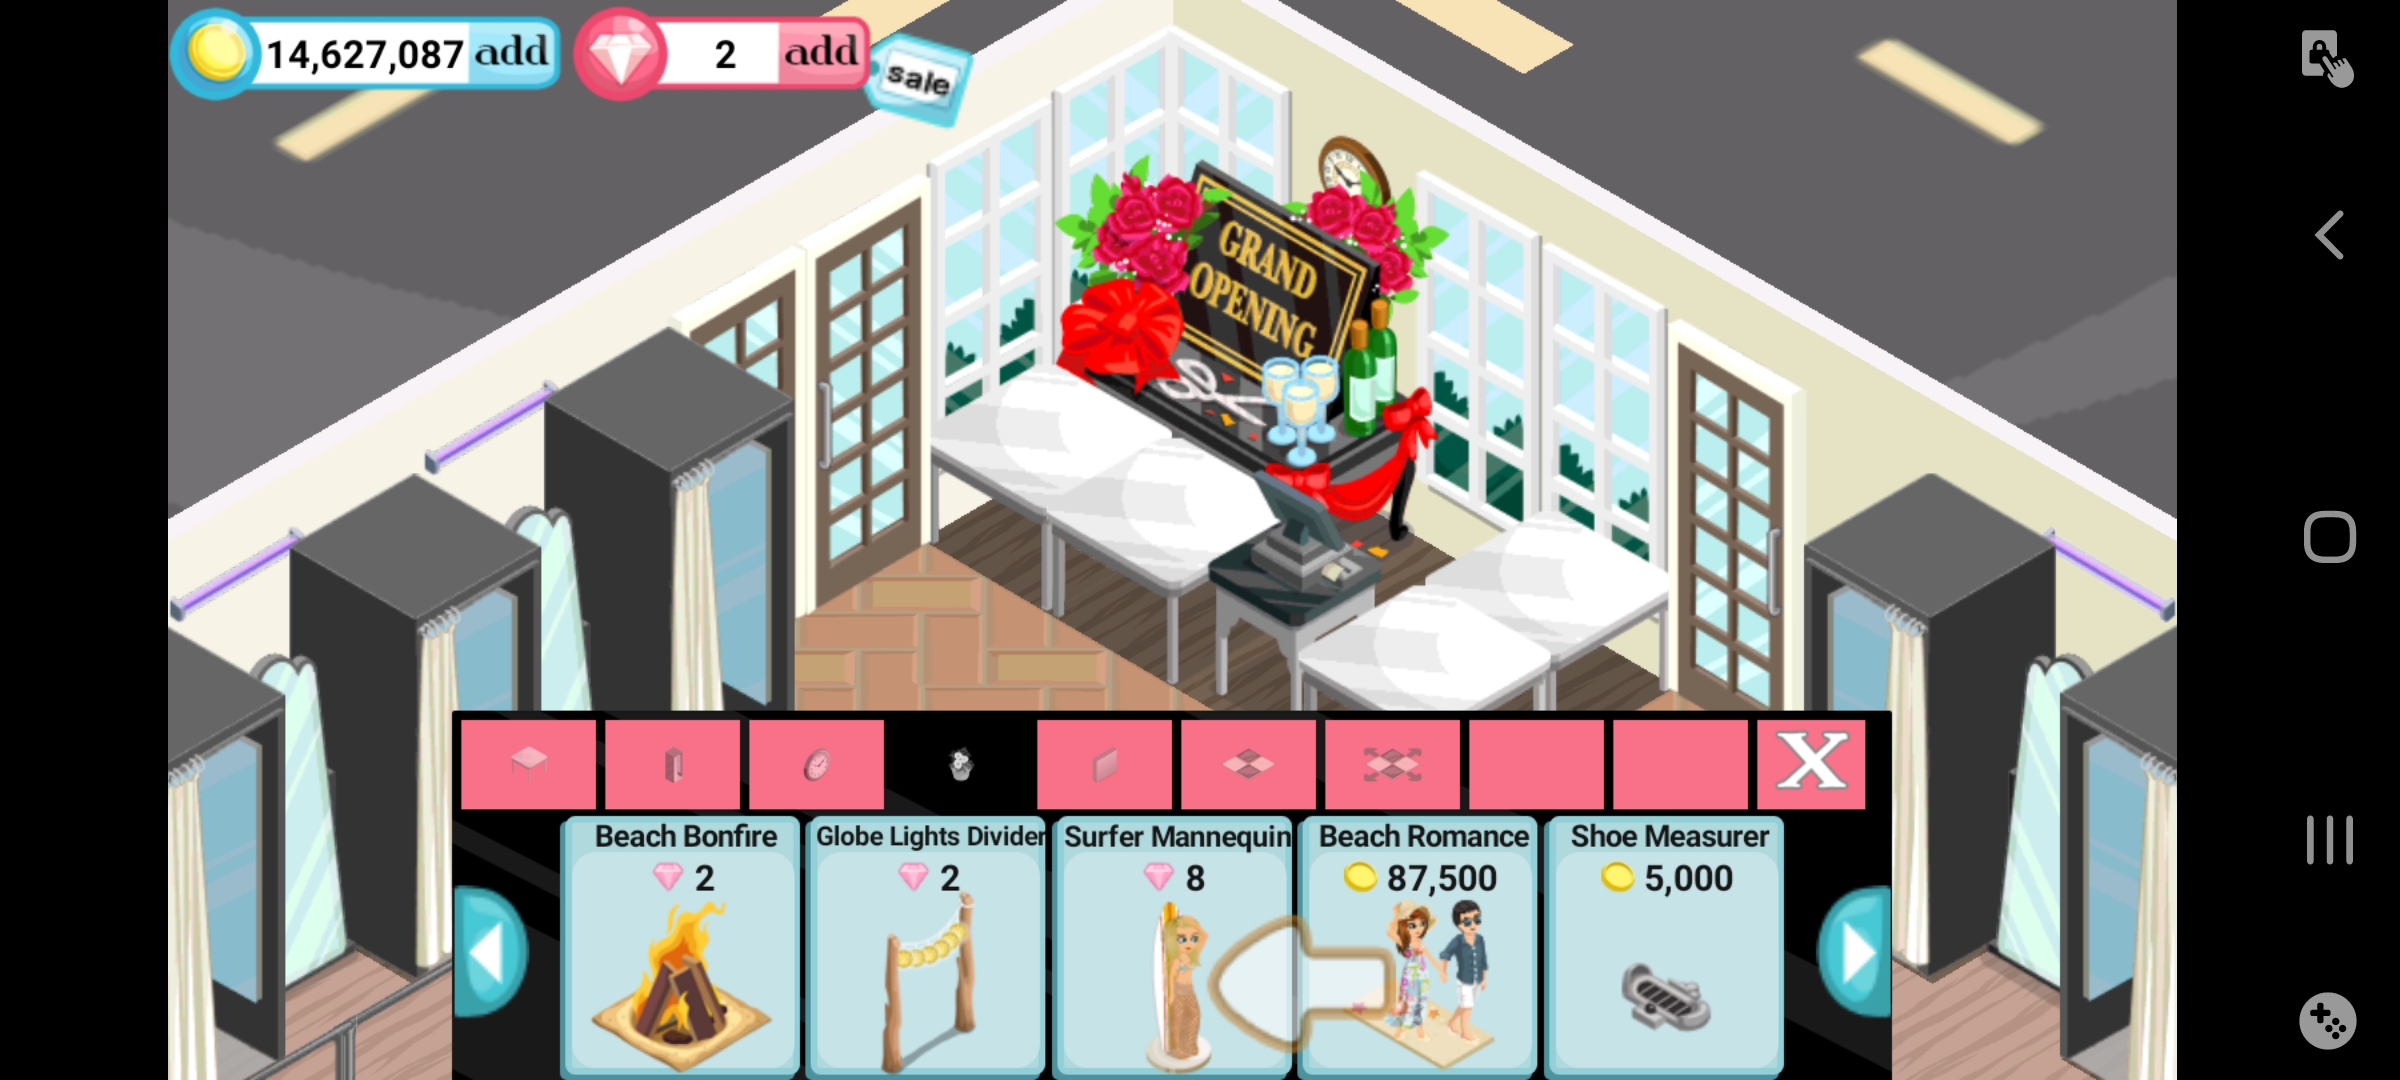 14,627,087 add
2 add
sale
GRAND
OPENING
X
Beach Bonfire
2
Globe Lights Divider
2
Surfer Mannequin
8
Beach Romance
87,500
Shoe Measurer
5,000